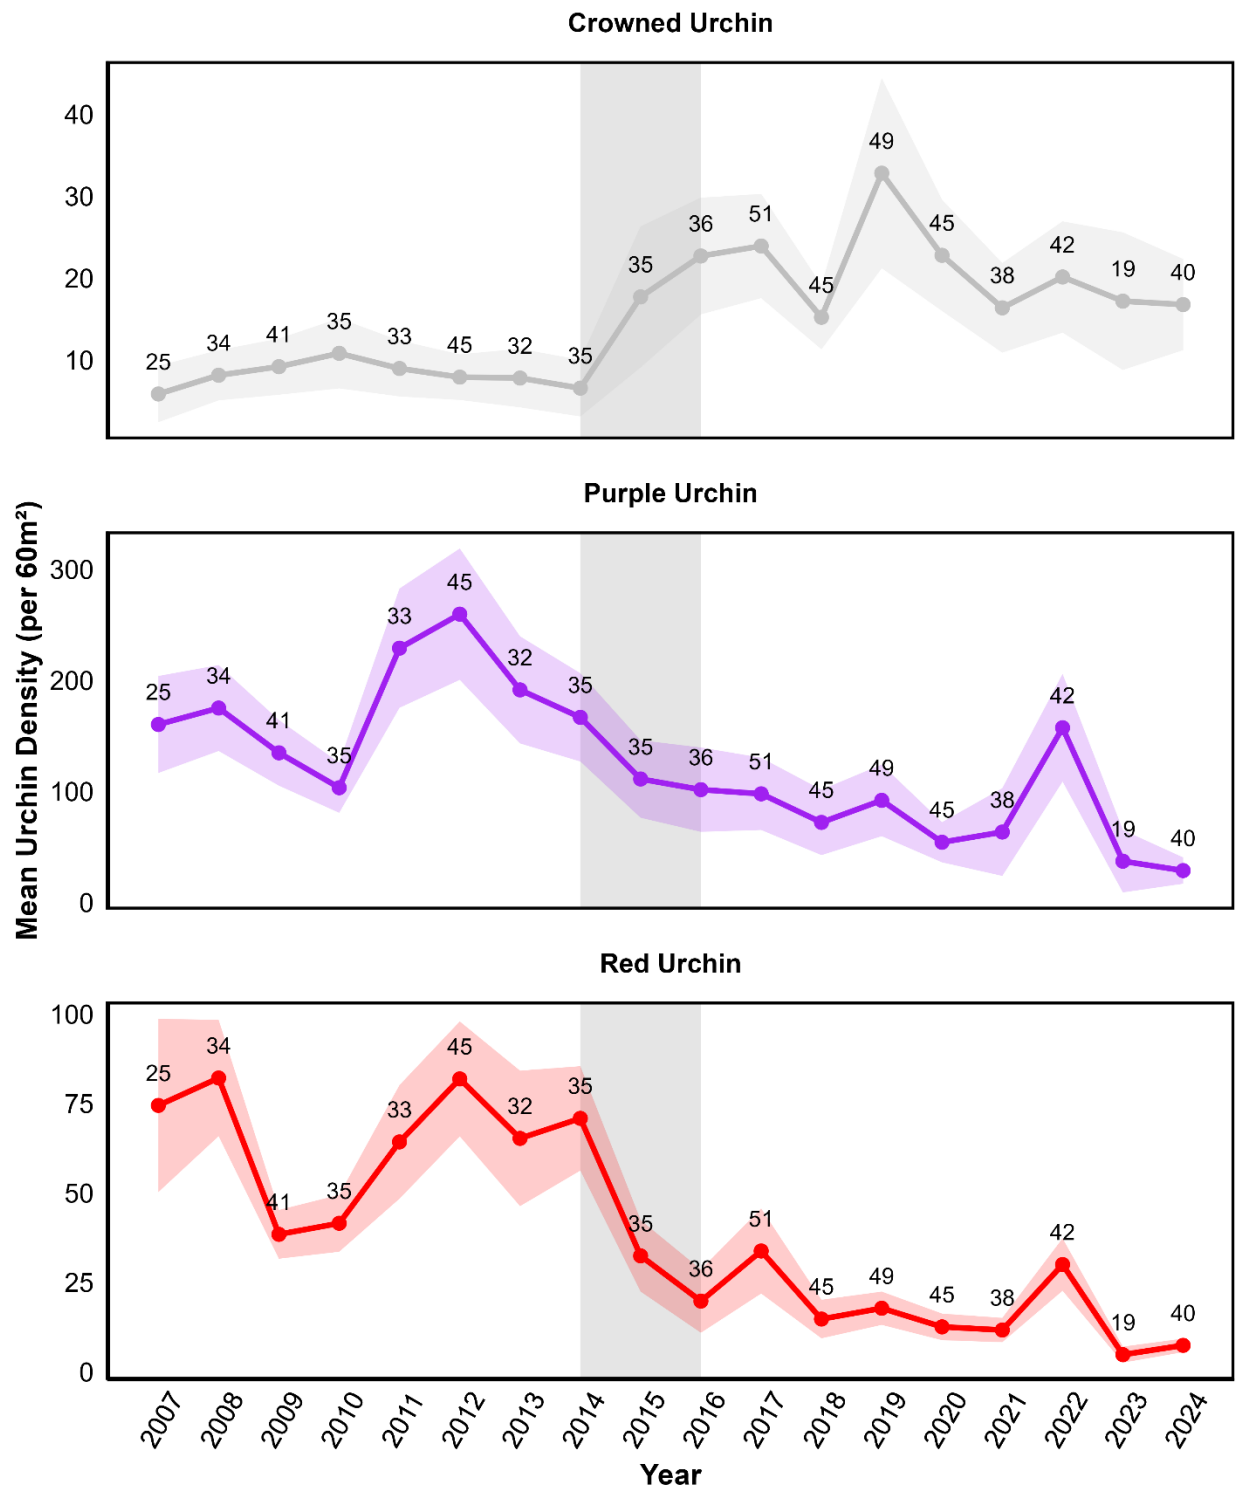 Crowned Urchin
40
30
20
10
25 34 41 35 33 45 32 35 35 36 51 45 49 45 38 42 19 40
Mean Urchin Density (per 60m²)
Purple Urchin
300
200
100
0
25 34 41 35 33 45 32 35 35 36 51 45 49 45 38 42 19 40
Red Urchin
100
75
50
25
0
25 34 41 35 33 45 32 35 35 36 51 45 49 45 38 42 19 40
2007 2008 2009 2010 2011 2012 2013 2014 2015 2016 2017 2018 2019 2020 2021 2022 2023 2024
Year